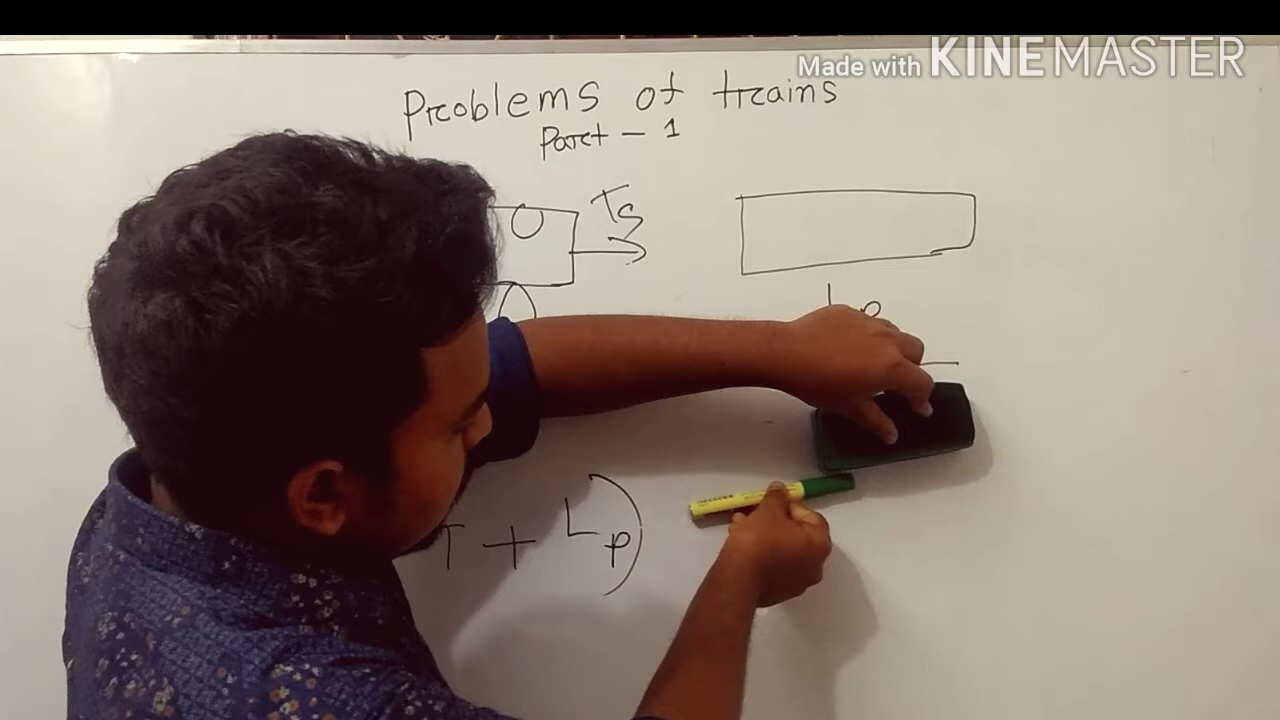 Made with KINEMASTER
Problems of trains
Part - 1
Ts
+ Lp)